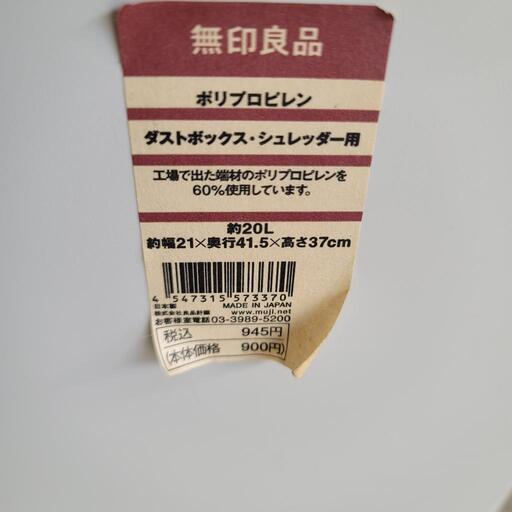 無印良品
ポリプロピレン
ダストボックス・シュレッダー用
工場で出た端材のポリプロピレンを
60%使用しています。
約20L
約幅21×奥行41.5×高さ37cm
4 547315 573370
日本製 MADE IN JAPAN
株式会社良品計画 www.muji.net
お客様室電話 03-3989-5200
税込 945円
(本体価格 900円)